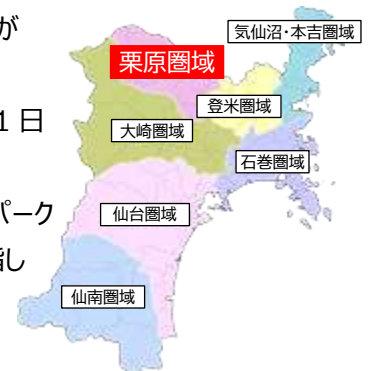 が
1 日
パーク
指し
気仙沼・本吉圏域
栗原圏域
登米圏域
大崎圏域
石巻圏域
仙台圏域
仙南圏域